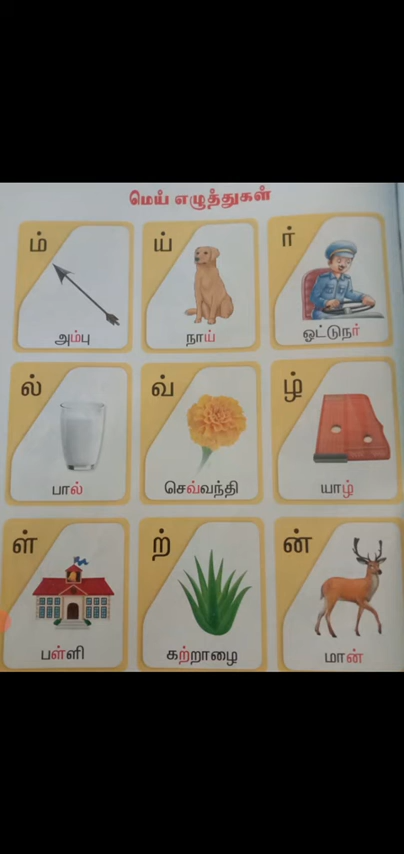 மெய் எழுத்துகள்
ம்
அம்பு
ய்
நாய்
ர்
ஓட்டுநர்
ல்
பால்
வ்
செவ்வந்தி
ழ்
யாழ்
ள்
பள்ளி
ற்
கற்றாழை
ன்
மான்